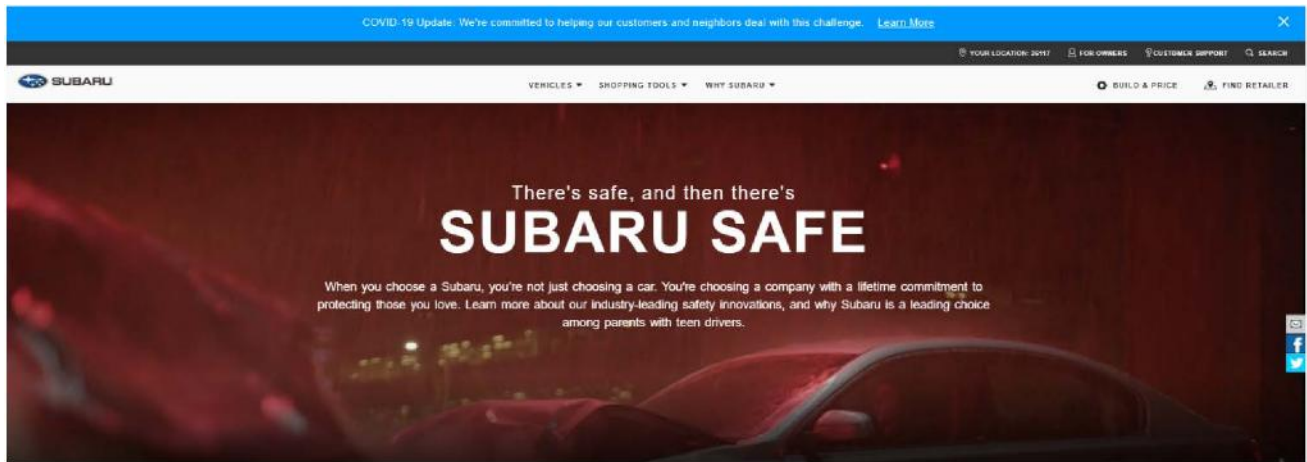 COVID-19 Update: We're committed to helping our customers and neighbors deal with this challenge. Learn More
YOUR LOCATION: 26117 FOR OWNERS CUSTOMER SUPPORT SEARCH
SUBARU VEHICLES SHOPPING TOOLS WHY SUBARU BUILD & PRICE FIND RETAILER
There's safe, and then there's
SUBARU SAFE
When you choose a Subaru, you're not just choosing a car. You're choosing a company with a lifetime commitment to
protecting those you love. Learn more about our industry-leading safety innovations, and why Subaru is a leading choice
among parents with teen drivers.